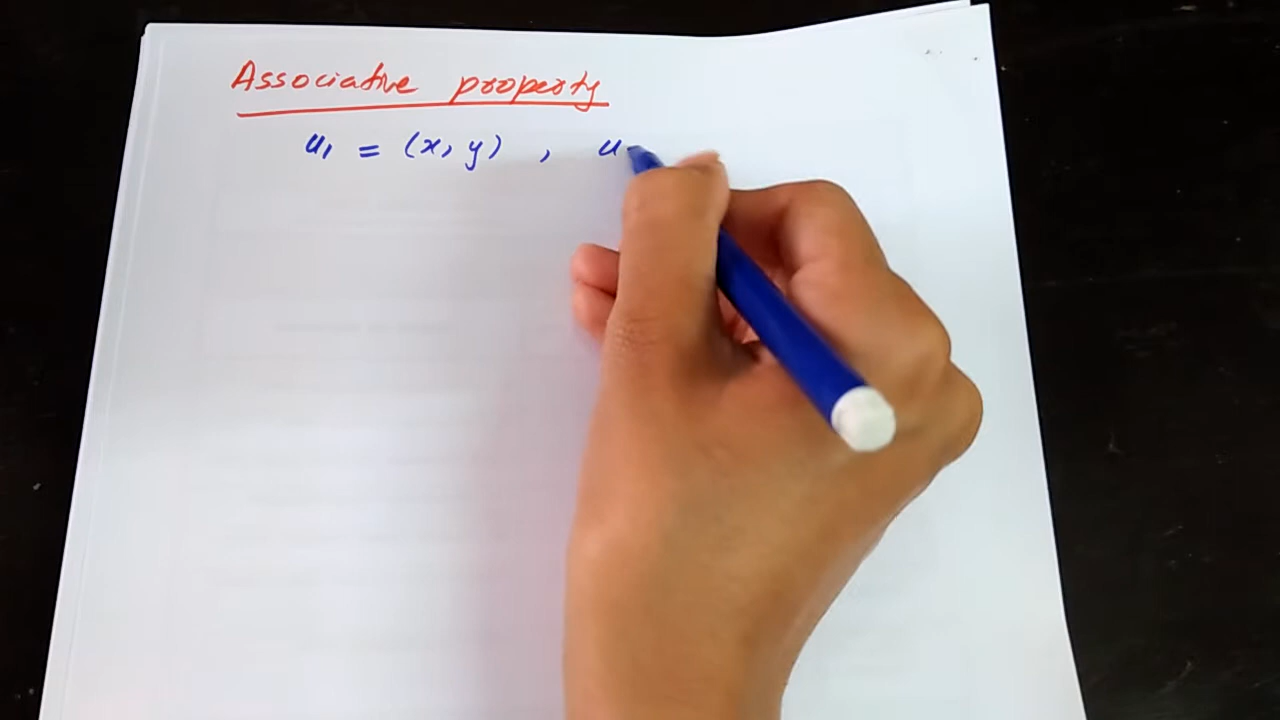 Associative property
u₁ = (x, y) , u